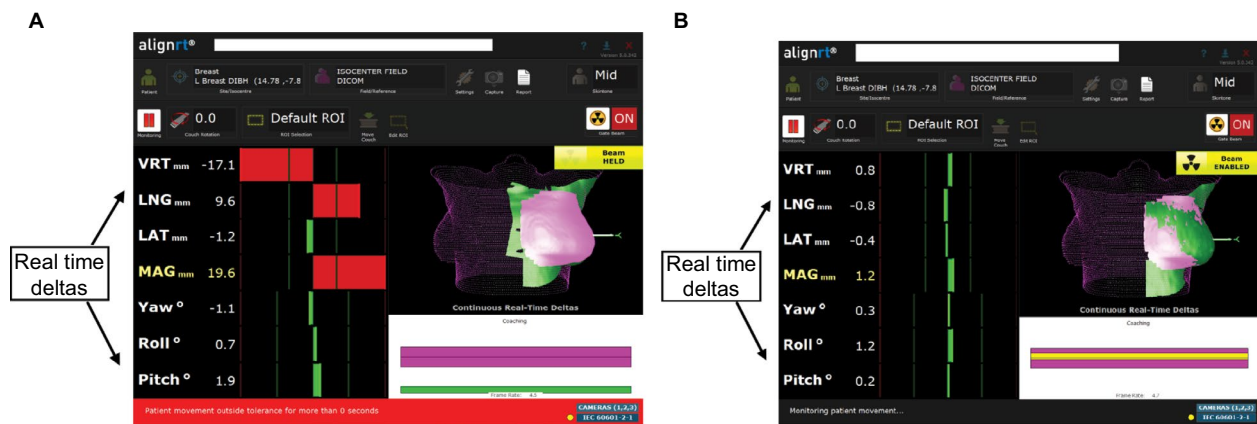 A
alignrt®
? 
Version 5.0.242
Breast
L Breast DIBH (14.78 ,-7.8
ISOCENTER FIELD
DICOM
Mid
Patient
Site/Isocentre
Field/Reference
Settings
Capture
Report
Skintone
0.0
Default ROI
ON
Monitoring
Couch Rotation
ROI Selection
Move
Couch
Edit ROI
Gate Beam
Beam
HELD
VRT mm -17.1
LNG mm 9.6
LAT mm -1.2
MAG mm 19.6
Yaw ° -1.1
Roll ° 0.7
Pitch ° 1.9
Real time
deltas
Continuous Real-Time Deltas
Coaching
Frame Rate: 4.5
Patient movement outside tolerance for more than 0 seconds
CAMERAS (1,2,3)
IEC 60601-2-1
B
alignrt®
?
Version 5.0.242
Breast
L Breast DIBH (14.78 ,-7.8
ISOCENTER FIELD
DICOM
Mid
Patient
Site/Isocentre
Field/Reference
Settings
Capture
Report
Skintone
0.0
Default ROI
ON
Monitoring
Couch Rotation
ROI Selection
Move
Couch
Edit ROI
Gate Beam
Beam
ENABLED
VRT mm 0.8
LNG mm -0.8
LAT mm -0.4
MAG mm 1.2
Yaw ° 0.3
Roll ° 1.2
Pitch ° 0.2
Real time
deltas
Continuous Real-Time Deltas
Coaching
Frame Rate: 4.7
Monitoring patient movement...
CAMERAS (1,2,3)
IEC 60601-2-1